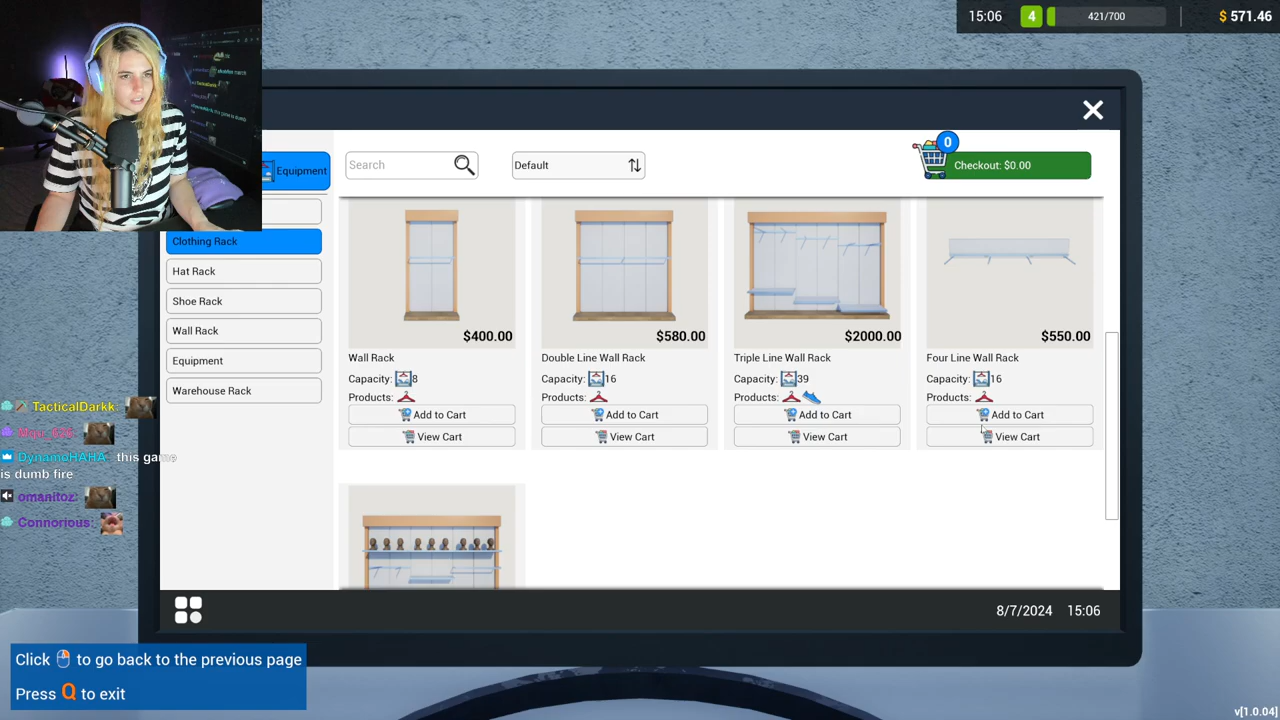 15:06
4
421/700
$ 571.46
Equipment
Search
Default
0
Checkout: $0.00
Clothing Rack
Hat Rack
Shoe Rack
Wall Rack
Equipment
Warehouse Rack
$400.00
Wall Rack
Capacity: 8
Products:
Add to Cart
View Cart
$580.00
Double Line Wall Rack
Capacity: 16
Products:
Add to Cart
View Cart
$2000.00
Triple Line Wall Rack
Capacity: 39
Products:
Add to Cart
View Cart
$550.00
Four Line Wall Rack
Capacity: 16
Products:
Add to Cart
View Cart
TacticalDarkk:
DynamoHAHA: this game
is dumb fire
omanitoz:
Connorious:
8/7/2024 15:06
Click to go back to the previous page
Press Q to exit
v[1.0.04]